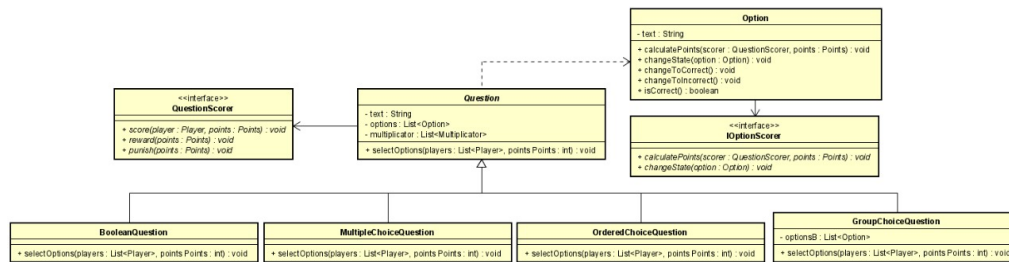 Option
- text : String
+ calculatePoints(scorer : QuestionScorer, points : Points) : void
+ changeState(option : Option) : void
+ changeToCorrect() : void
+ changeToIncorrect() : void
+ isCorrect() : boolean
<<interface>>
QuestionScorer
+ score(player : Player, points : Points) : void
+ reward(points : Points) : void
+ punish(points : Points) : void
Question
- text : String
- options : List<Option>
- multiplicator : List<Multiplicator>
+ selectOptions(players : List<Player>, points Points : int) : void
<<interface>>
IOptionScorer
+ calculatePoints(scorer : QuestionScorer, points : Points) : void
+ changeState(option : Option) : void
BooleanQuestion
+ selectOptions(players : List<Player>, points Points : int) : void
MultipleChoiceQuestion
+ selectOptions(players : List<Player>, points Points : int) : void
OrderedChoiceQuestion
+ selectOptions(players : List<Player>, points Points : int) : void
GroupChoiceQuestion
- optionsB : List<Option>
+ selectOptions(players : List<Player>, points Points : int) : void